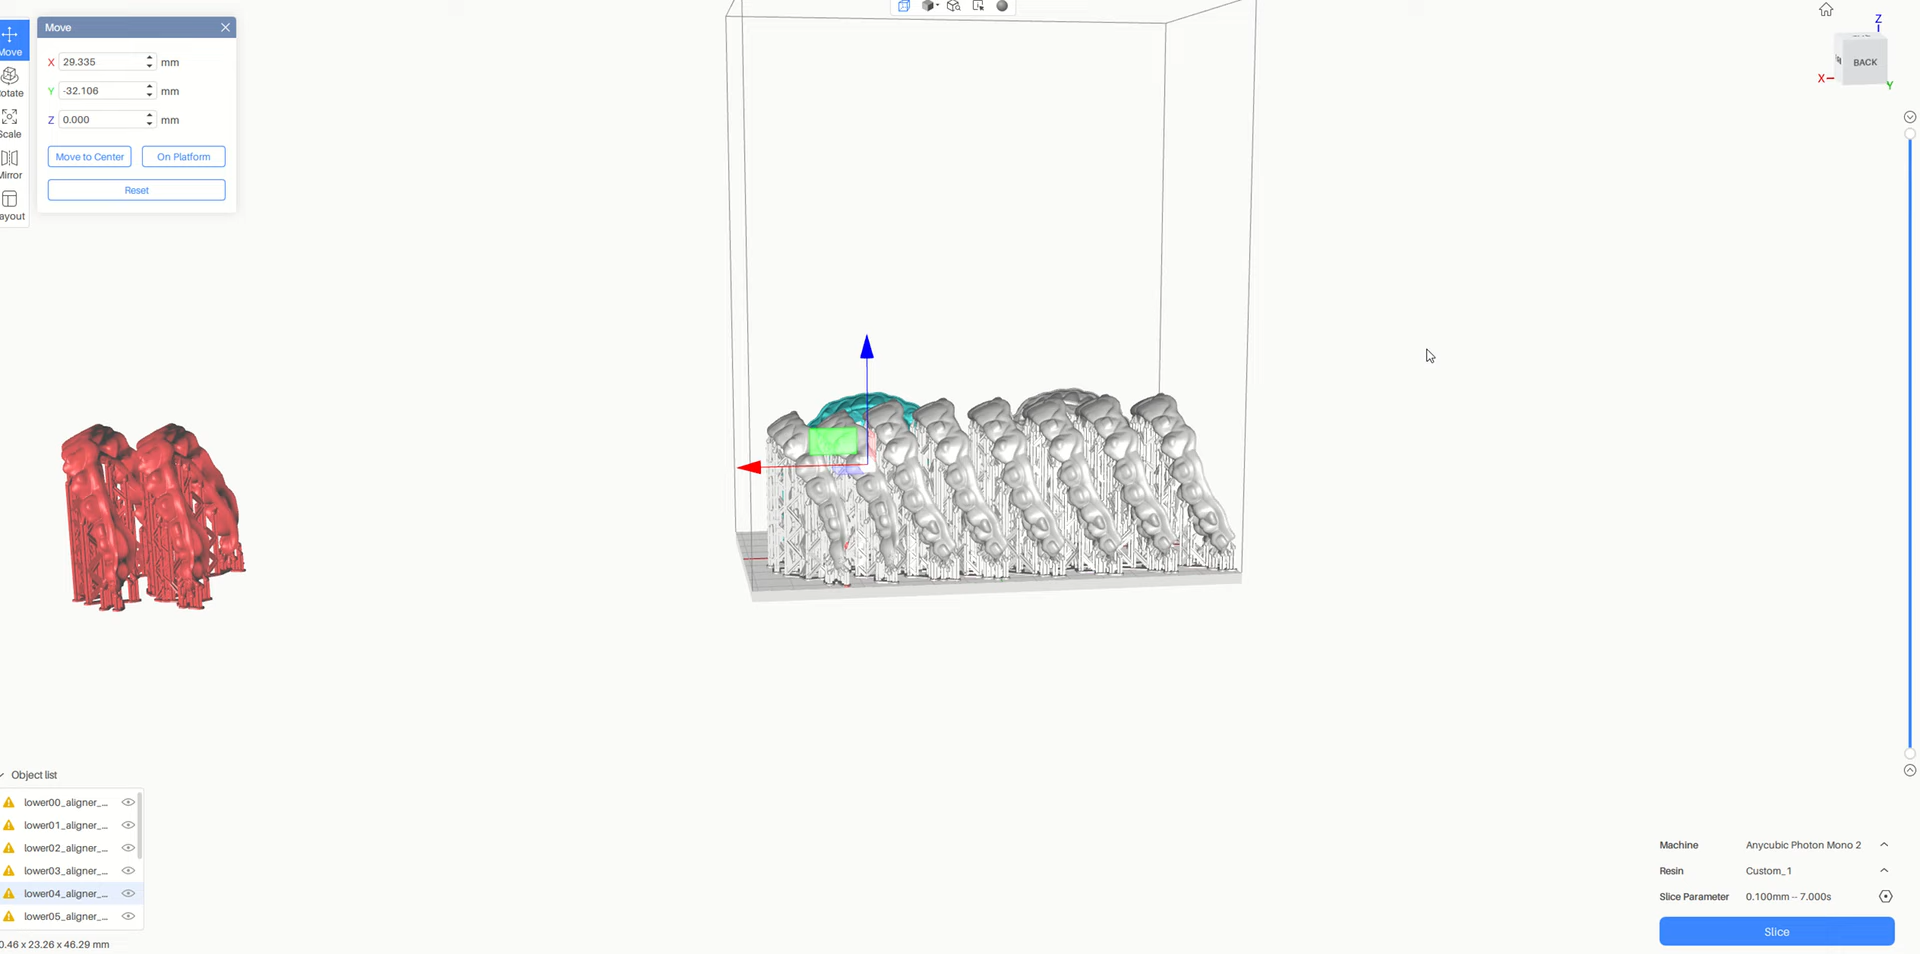 Move
X 29.335 mm
Y -32.106 mm
Z 0.000 mm
Move to Center On Platform
Reset
Move
Rotate
Scale
Mirror
ayout
Z
BACK
X
Y
Object list
lower00_aligner_...
lower01_aligner_...
lower02_aligner_...
lower03_aligner_...
lower04_aligner_...
lower05_aligner_...
0.46 x 23.26 x 46.29 mm
Machine Anycubic Photon Mono 2
Resin Custom_1
Slice Parameter 0.100mm -- 7.000s
Slice